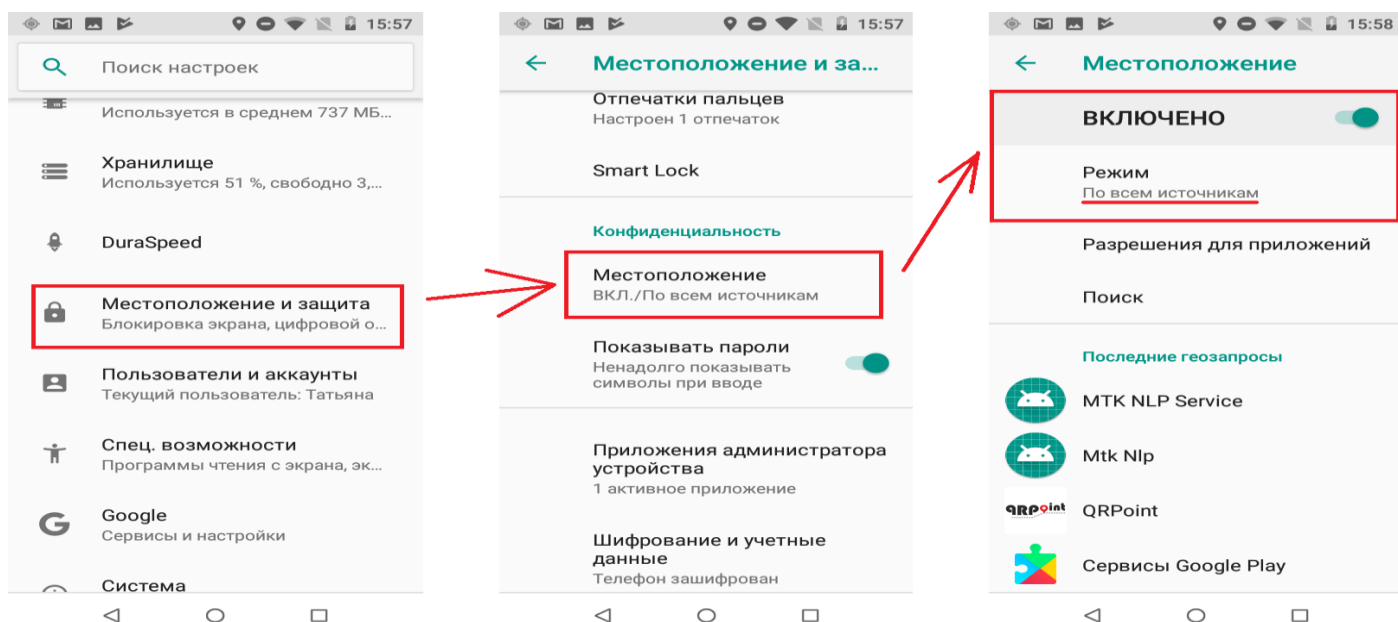 15:57
Поиск настроек
Используется в среднем 737 МБ...
Хранилище
Используется 51 %, свободно 3,...
DuraSpeed
Местоположение и защита
Блокировка экрана, цифровой о...
Пользователи и аккаунты
Текущий пользователь: Татьяна
Спец. возможности
Программы чтения с экрана, эк...
Google
Сервисы и настройки
Система
15:57
Местоположение и за...
Отпечатки пальцев
Настроен 1 отпечаток
Smart Lock
Конфиденциальность
Местоположение
ВКЛ./По всем источникам
Показывать пароли
Ненадолго показывать
символы при вводе
Приложения администратора
устройства
1 активное приложение
Шифрование и учетные
данные
Телефон зашифрован
15:58
Местоположение
ВКЛЮЧЕНО
Режим
По всем источникам
Разрешения для приложений
Поиск
Последние геозапросы
MTK NLP Service
Mtk Nlp
QRPoint
QRPoint
Сервисы Google Play